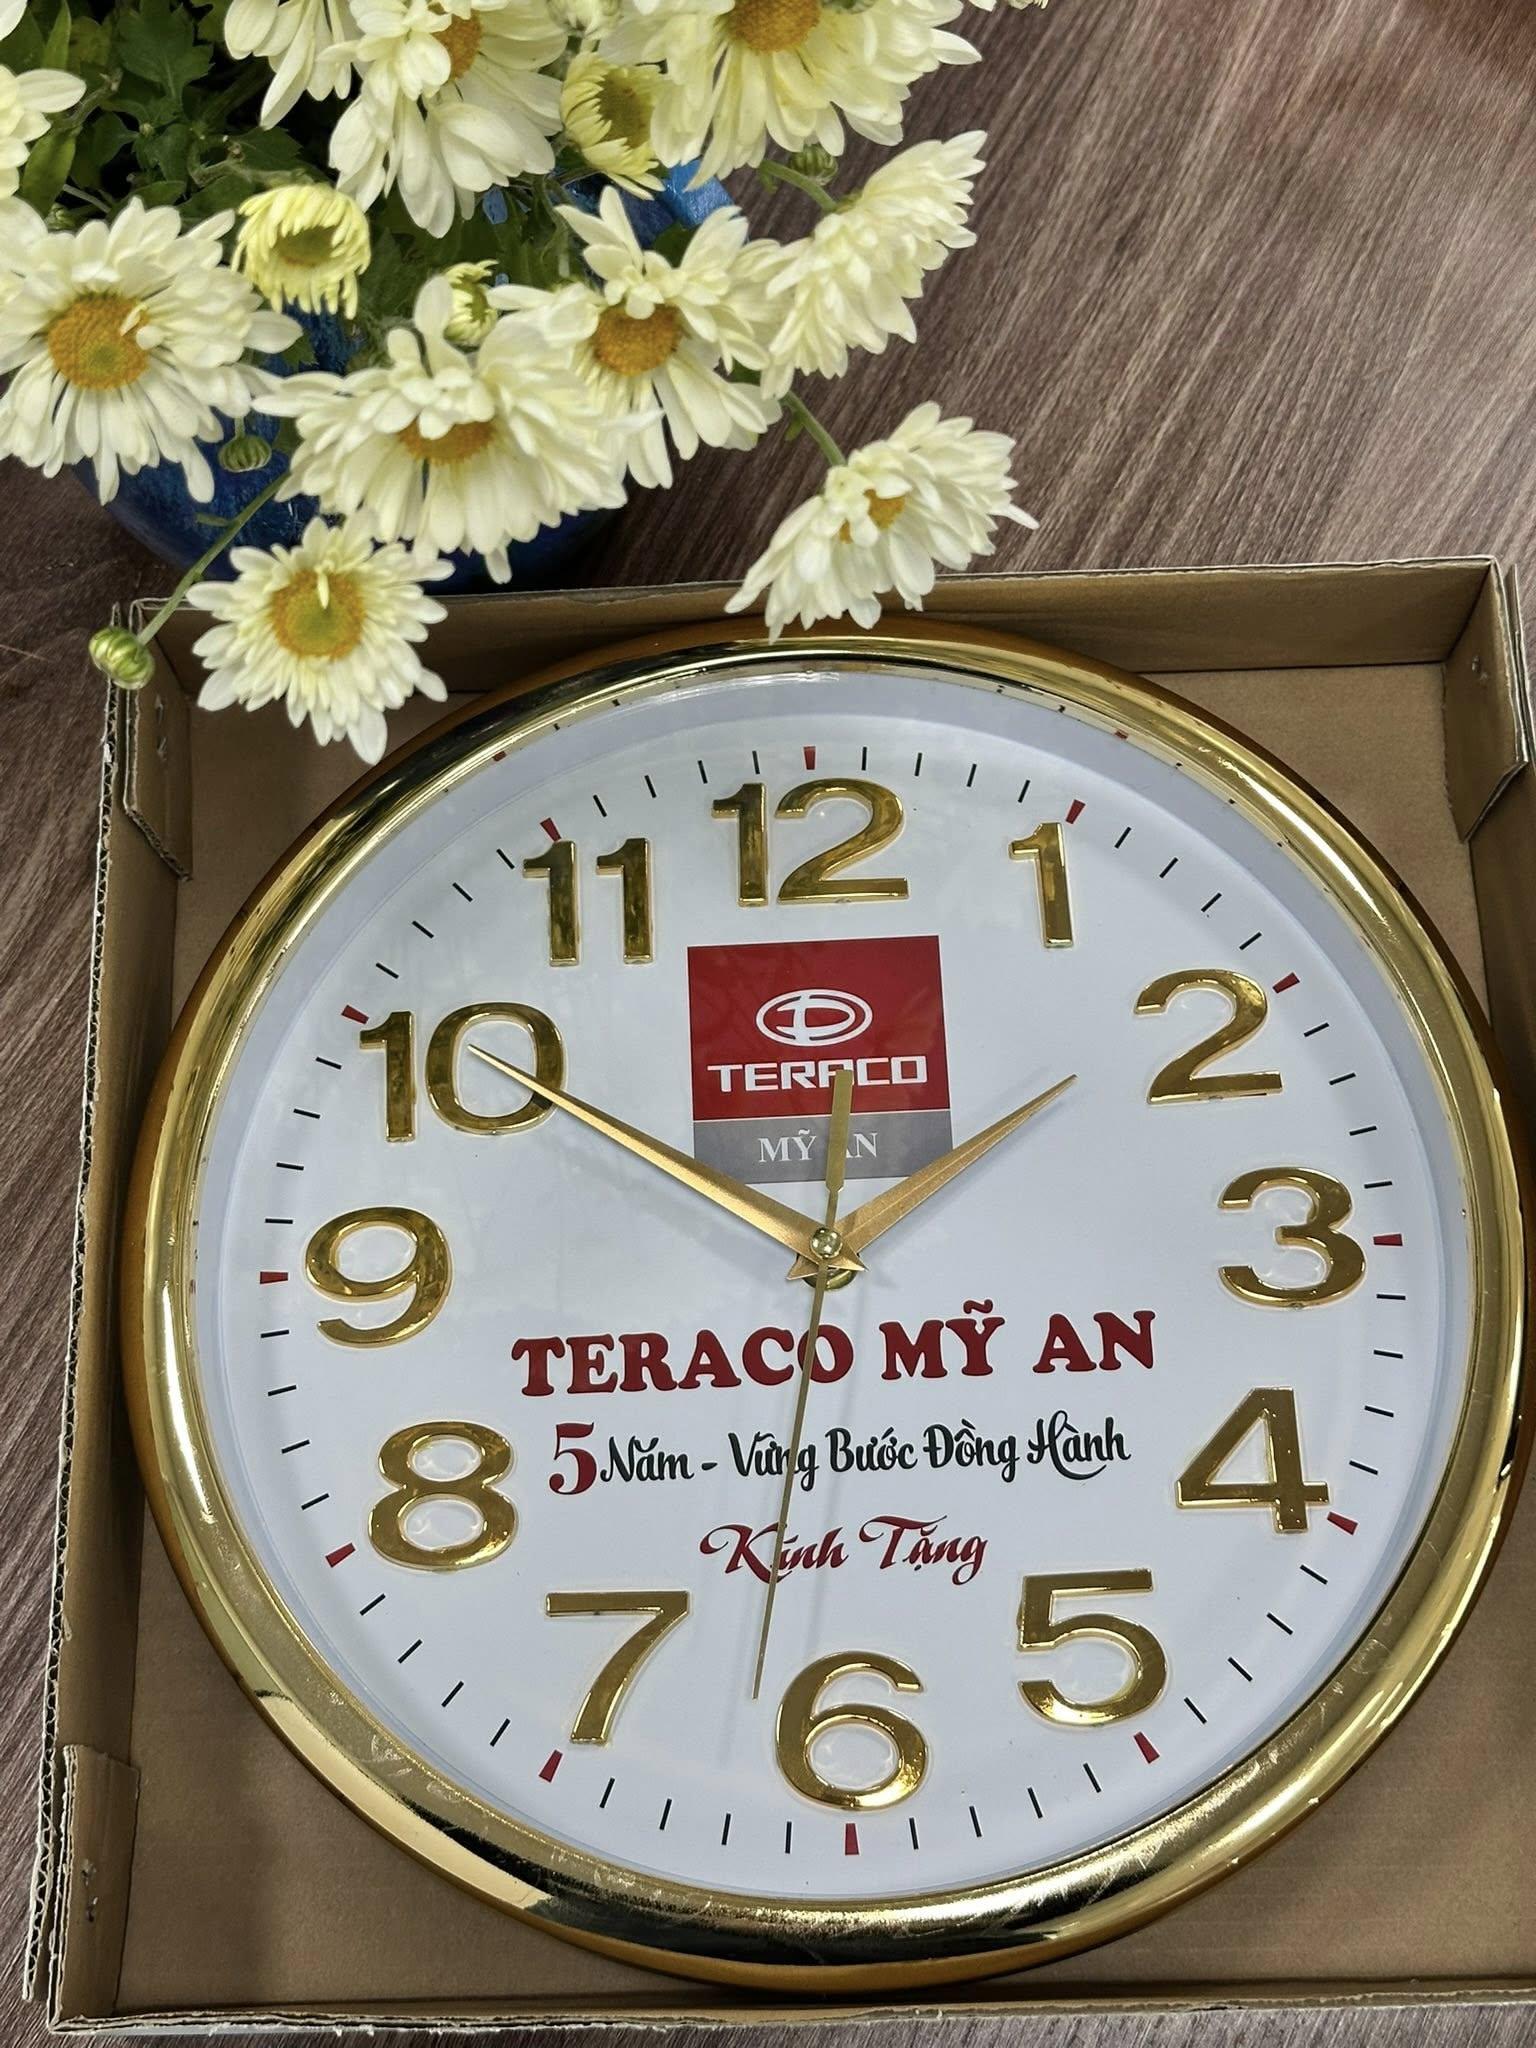 12
11
1
10
2
TERACO
MỸ AN
9
3
TERACO MỸ AN
5 Năm - Vững Bước Đồng Hành
8
4
Kính Tặng
7
5
6